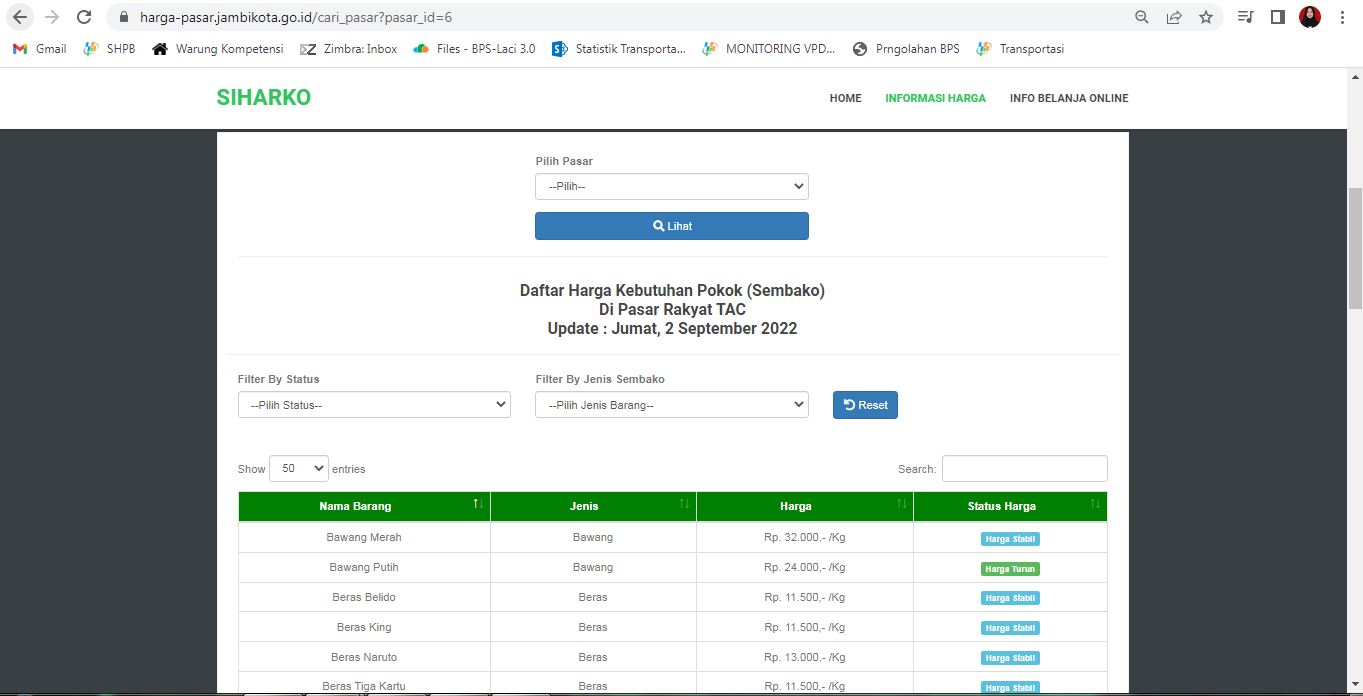 harga-pasar.jambikota.go.id/cari_pasar?pasar_id=6
Gmail SHPB Warung Kompetensi Zimbra: Inbox Files - BPS-Laci 3.0 Statistik Transporta... MONITORING VPD... Prngolahan BPS Transportasi
SIHARKO HOME INFORMASI HARGA INFO BELANJA ONLINE
Pilih Pasar
--Pilih--
Lihat
Daftar Harga Kebutuhan Pokok (Sembako)
Di Pasar Rakyat TAC
Update : Jumat, 2 September 2022
Filter By Status Filter By Jenis Sembako
--Pilih Status-- --Pilih Jenis Barang-- Reset
Show 50 entries Search:
Nama Barang Jenis Harga Status Harga
Bawang Merah Bawang Rp. 32.000,- /Kg Harga Stabil
Bawang Putih Bawang Rp. 24.000,- /Kg Harga Turun
Beras Belido Beras Rp. 11.500,- /Kg Harga Stabil
Beras King Beras Rp. 11.500,- /Kg Harga Stabil
Beras Naruto Beras Rp. 13.000,- /Kg Harga Stabil
Beras Tiga Kartu Beras Rp. 11.500,- /Kg Harga Stabil